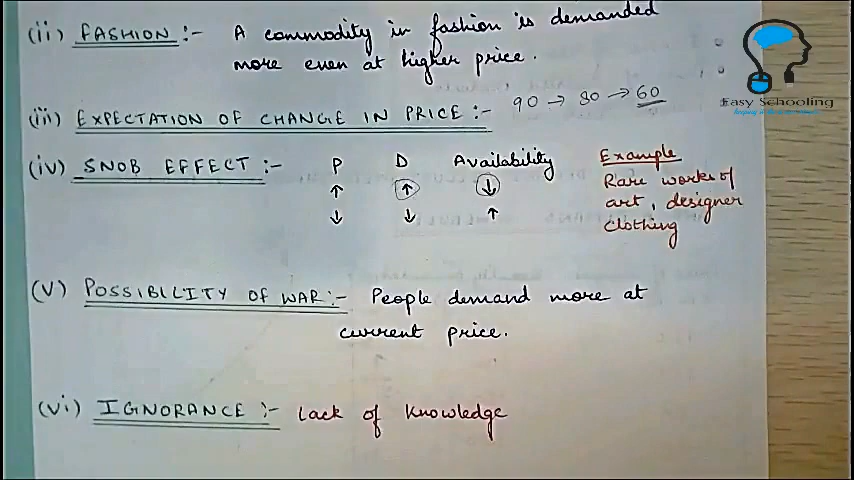 (ii) FASHION :- A commodity in fashion is demanded
more even at higher price.
(iii) EXPECTATION OF CHANGE IN PRICE :- 90 → 80 → 60
(iv) SNOB EFFECT :- P D Availability Example
↑ ↑ ↓ Rare works of
↓ ↓ ↑ art, designer
clothing
(v) POSSIBILITY OF WAR :- People demand more at
current price.
(vi) IGNORANCE :- Lack of knowledge
Easy Schooling